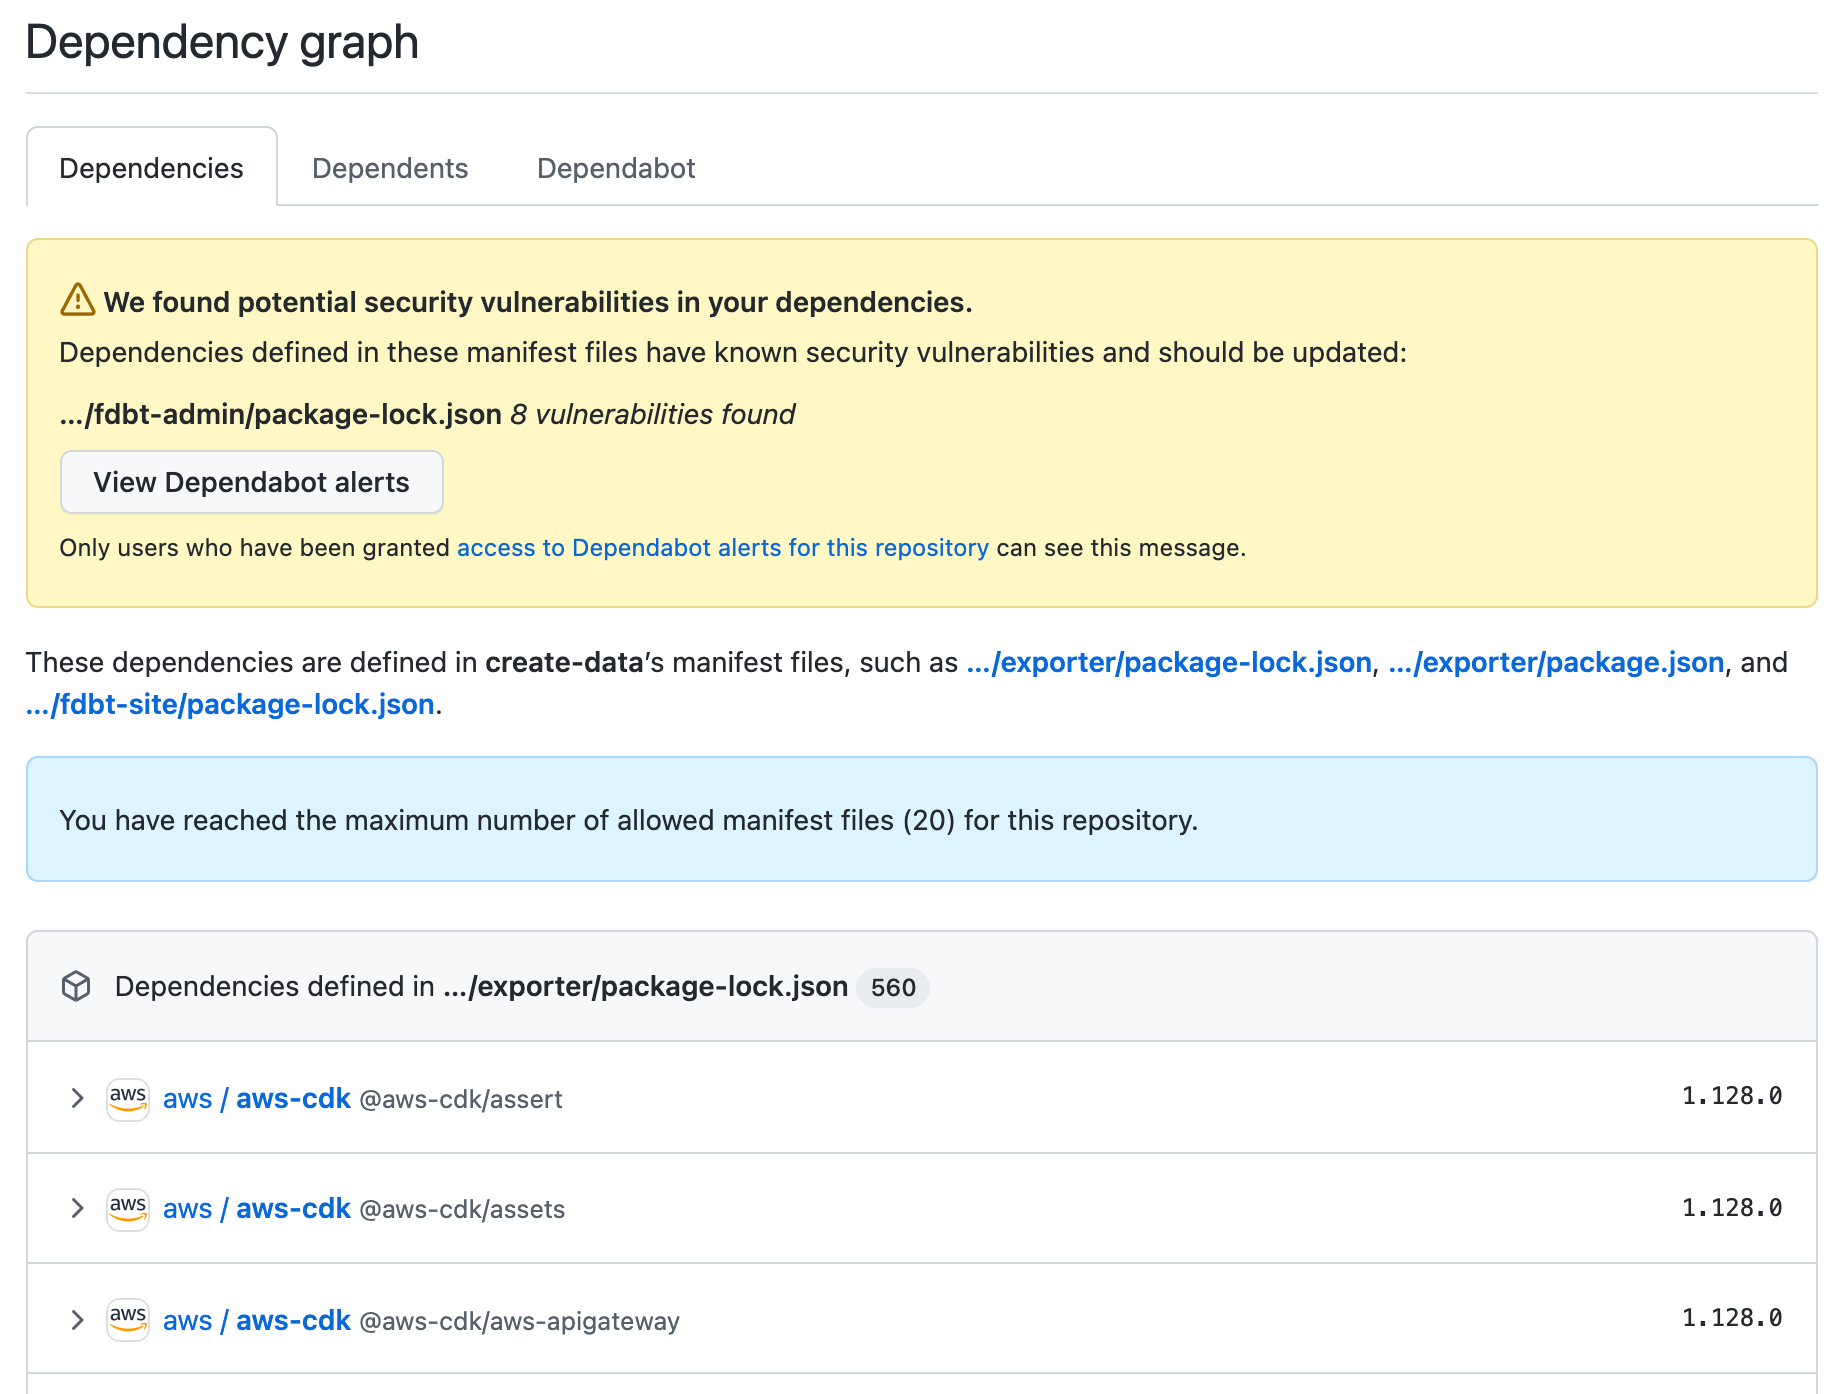 Dependency graph
Dependencies Dependents Dependabot
We found potential security vulnerabilities in your dependencies.
Dependencies defined in these manifest files have known security vulnerabilities and should be updated:
.../fdbt-admin/package-lock.json 8 vulnerabilities found
View Dependabot alerts
Only users who have been granted access to Dependabot alerts for this repository can see this message.
These dependencies are defined in create-data’s manifest files, such as .../exporter/package-lock.json, .../exporter/package.json, and
.../fdbt-site/package-lock.json.
You have reached the maximum number of allowed manifest files (20) for this repository.
Dependencies defined in .../exporter/package-lock.json 560
aws aws / aws-cdk @aws-cdk/assert 1.128.0
aws aws / aws-cdk @aws-cdk/assets 1.128.0
aws aws / aws-cdk @aws-cdk/aws-apigateway 1.128.0